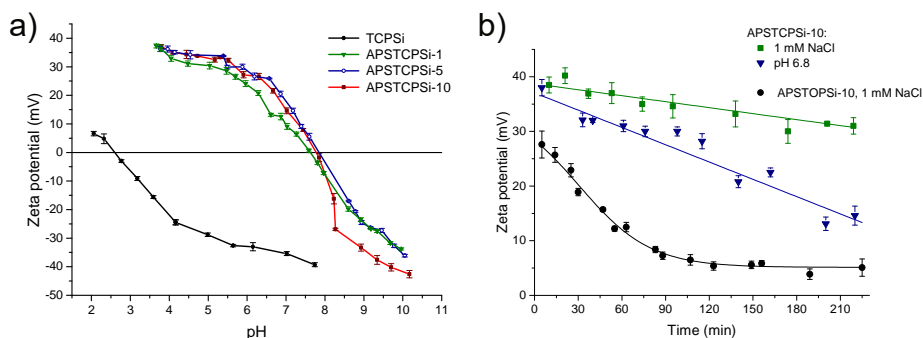 a)
Zeta potential (mV)
50
40
30
20
10
0
-10
-20
-30
-40
-50
TCPSi
APSTCPSi-1
APSTCPSi-5
APSTCPSi-10
2 3 4 5 6 7 8 9 10 11
pH
b)
Zeta potential (mV)
50
40
30
20
10
0
APSTCPSi-10:
1 mM NaCl
pH 6.8
APSTOPSi-10, 1 mM NaCl
0 30 60 90 120 150 180 210
Time (min)